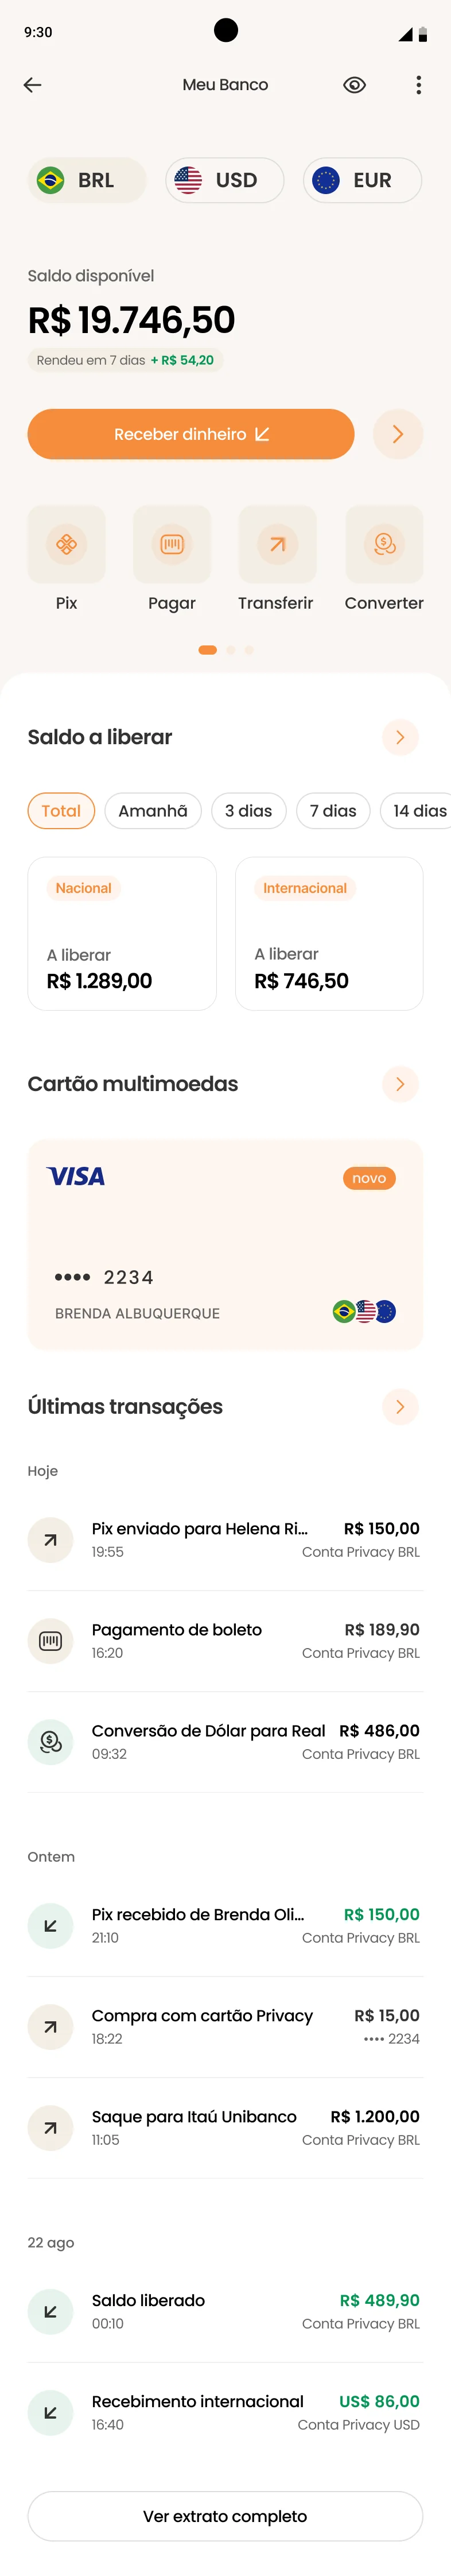 9:30
Meu Banco
BRL
USD
EUR
Saldo disponível
R$ 19.746,50
Rendeu em 7 dias + R$ 54,20
Receber dinheiro
Pix
Pagar
Transferir
Converter
Saldo a liberar
Total
Amanhã
3 dias
7 dias
14 dias
Nacional
A liberar
R$ 1.289,00
Internacional
A liberar
R$ 746,50
Cartão multimoedas
VISA
novo
•••• 2234
BRENDA ALBUQUERQUE
Últimas transações
Hoje
Pix enviado para Helena Ri... R$ 150,00
19:55 Conta Privacy BRL
Pagamento de boleto R$ 189,90
16:20 Conta Privacy BRL
Conversão de Dólar para Real R$ 486,00
09:32 Conta Privacy BRL
Ontem
Pix recebido de Brenda Oli... R$ 150,00
21:10 Conta Privacy BRL
Compra com cartão Privacy R$ 15,00
18:22 •••• 2234
Saque para Itaú Unibanco R$ 1.200,00
11:05 Conta Privacy BRL
22 ago
Saldo liberado R$ 489,90
00:10 Conta Privacy BRL
Recebimento internacional US$ 86,00
16:40 Conta Privacy USD
Ver extrato completo